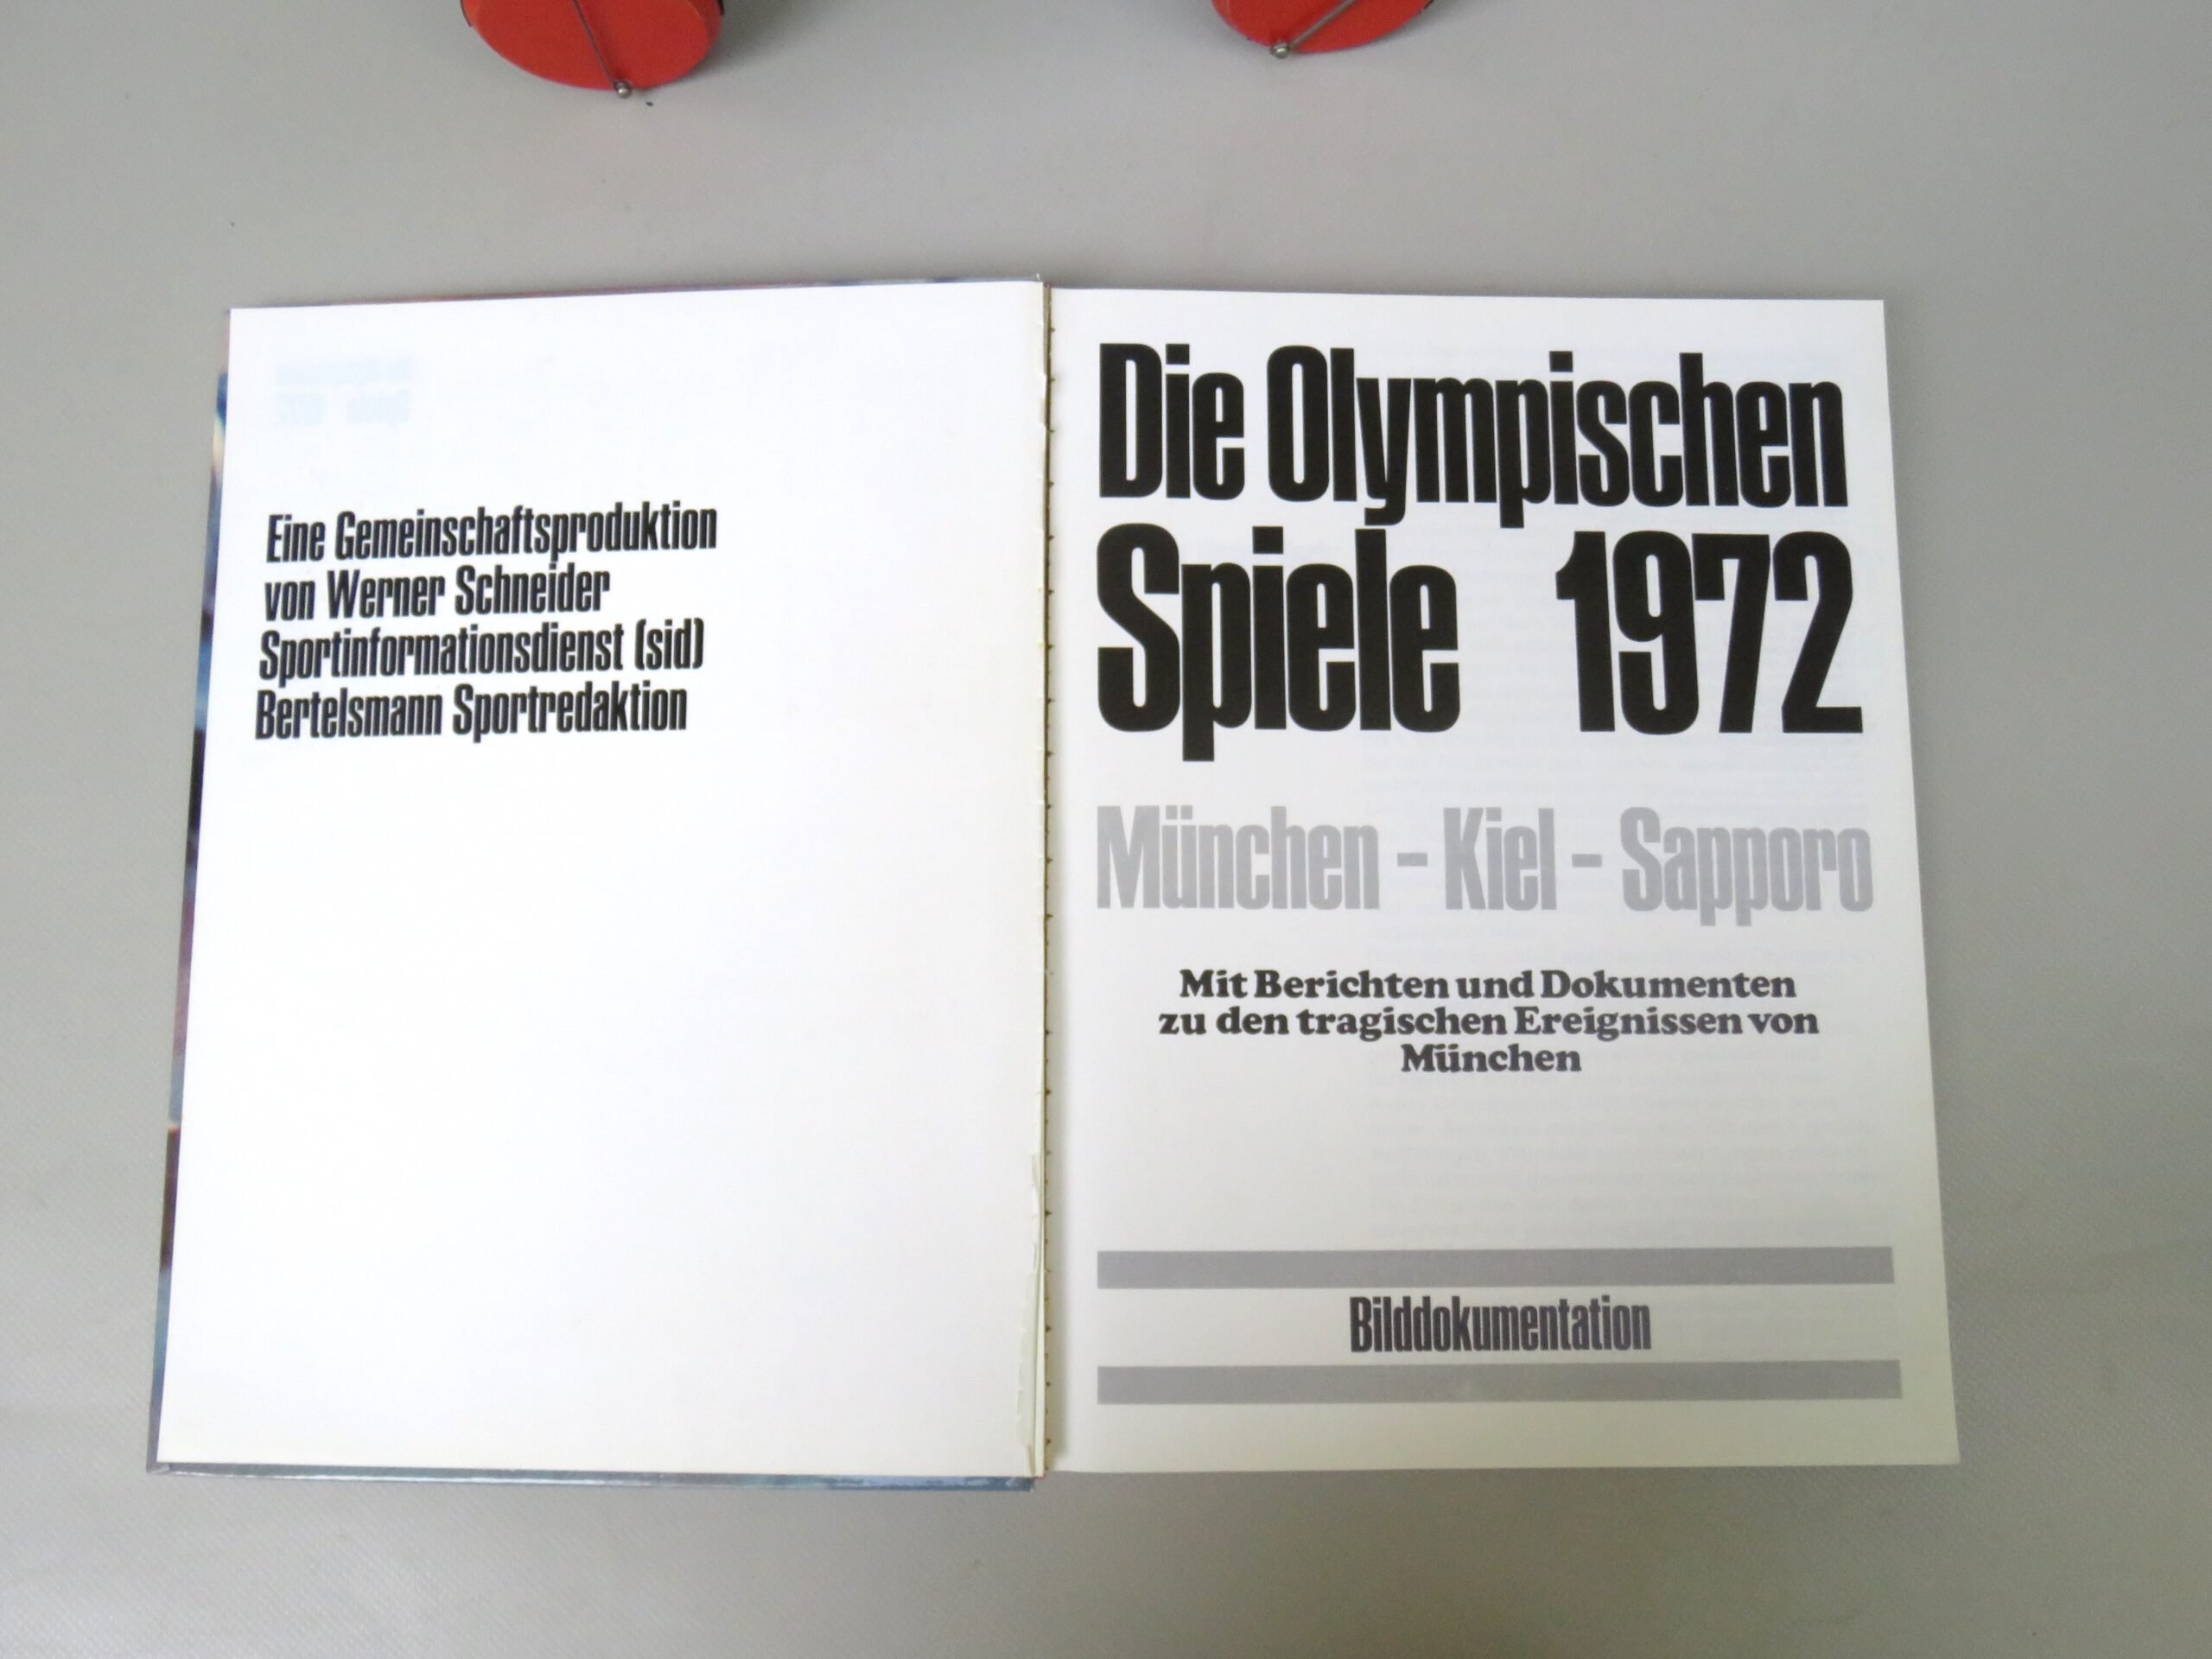 Eine Gemeinschaftsproduktion
von Werner Schneider
Sportinformationsdienst (sid)
Bertelsmann Sportredaktion
Die Olympischen
Spiele 1972
München - Kiel - Sapporo
Mit Berichten und Dokumenten
zu den tragischen Ereignissen von
München
Bilddokumentation